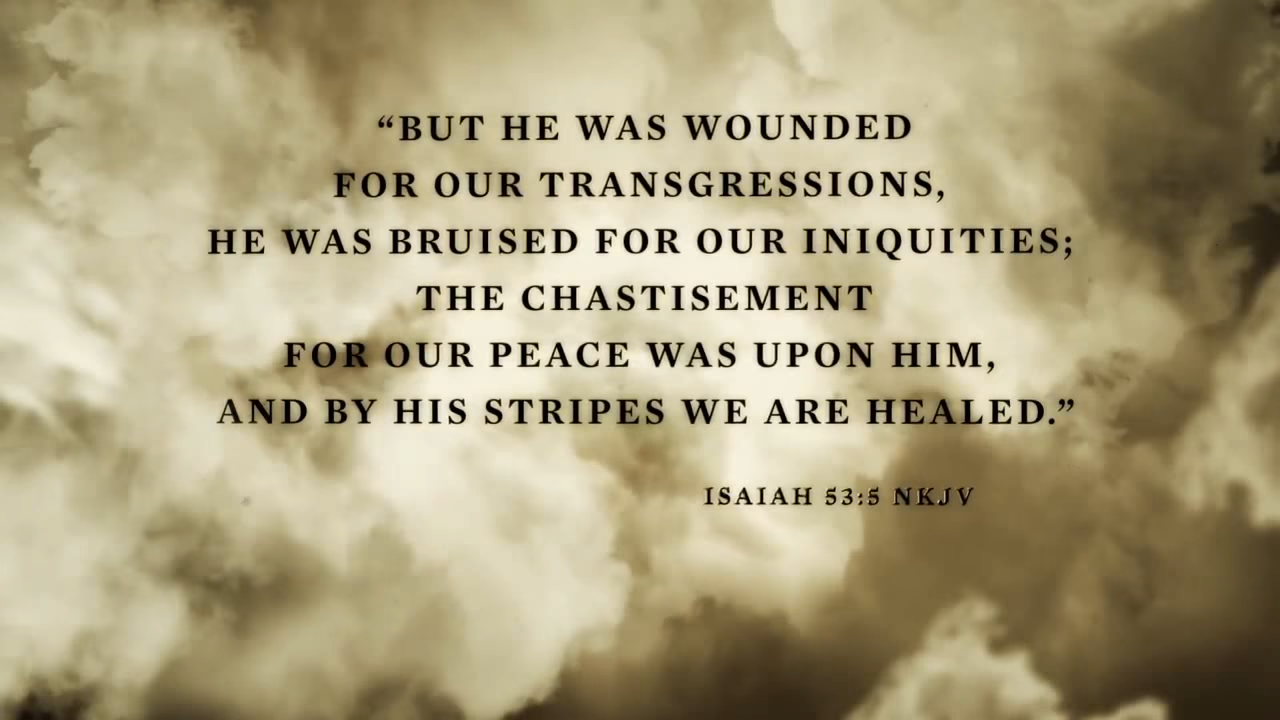 “BUT HE WAS WOUNDED
FOR OUR TRANSGRESSIONS,
HE WAS BRUISED FOR OUR INIQUITIES;
THE CHASTISEMENT
FOR OUR PEACE WAS UPON HIM,
AND BY HIS STRIPES WE ARE HEALED.”
ISAIAH 53:5 NKJV